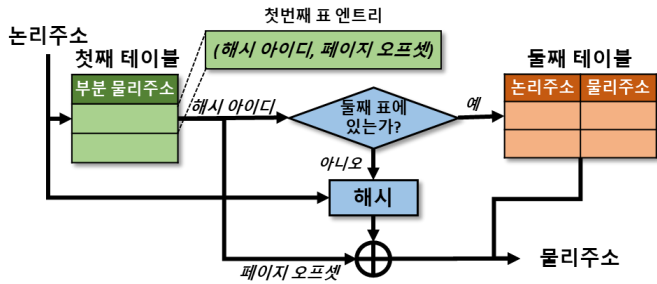 첫번째 표 엔트리
논리주소
첫째 테이블
(해시 아이디, 페이지 오프셋)
둘째 테이블
부분 물리주소
논리주소 물리주소
해시 아이디
둘째 표에
있는가?
예
아니오
해시
페이지 오프셋
물리주소